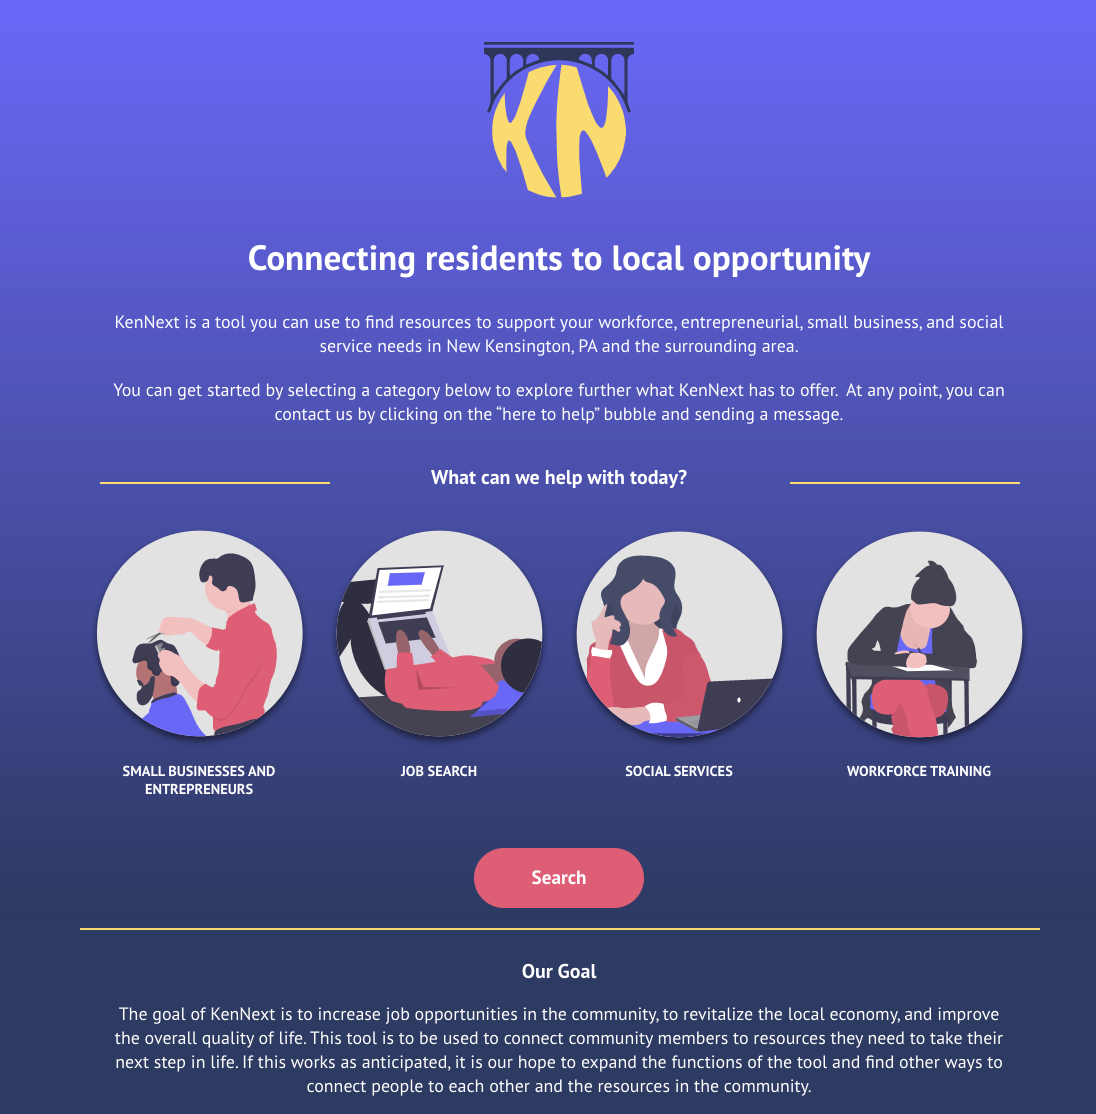 KN
Connecting residents to local opportunity
KenNext is a tool you can use to find resources to support your workforce, entrepreneurial, small business, and social
service needs in New Kensington, PA and the surrounding area.
You can get started by selecting a category below to explore further what KenNext has to offer.  At any point, you can
contact us by clicking on the “here to help” bubble and sending a message.
What can we help with today?
SMALL BUSINESSES AND
ENTREPRENEURS
JOB SEARCH
SOCIAL SERVICES
WORKFORCE TRAINING
Search
Our Goal
The goal of KenNext is to increase job opportunities in the community, to revitalize the local economy, and improve
the overall quality of life. This tool is to be used to connect community members to resources they need to take their
next step in life. If this works as anticipated, it is our hope to expand the functions of the tool and find other ways to
connect people to each other and the resources in the community.